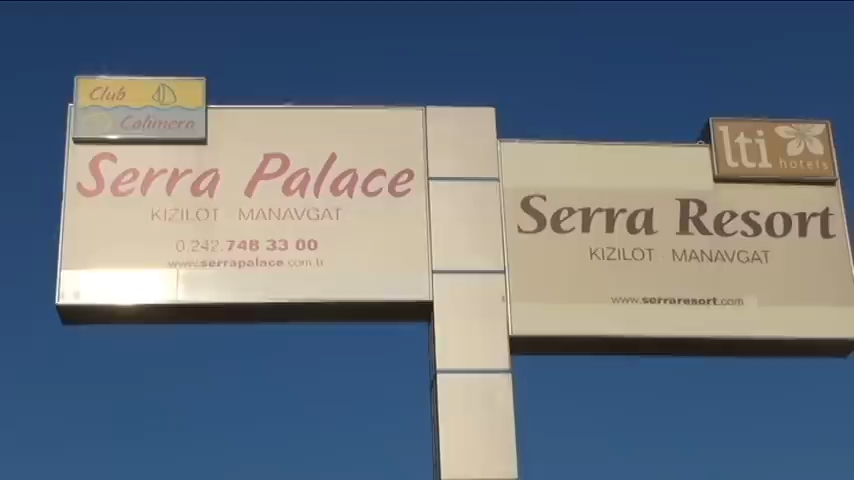 Club
Calimera
Serra Palace
KIZILOT - MANAVGAT
0.242.748 33 00
www.serrapalace.com.tr
lti
hotels
Serra Resort
KIZILOT - MANAVGAT
www.serraresort.com